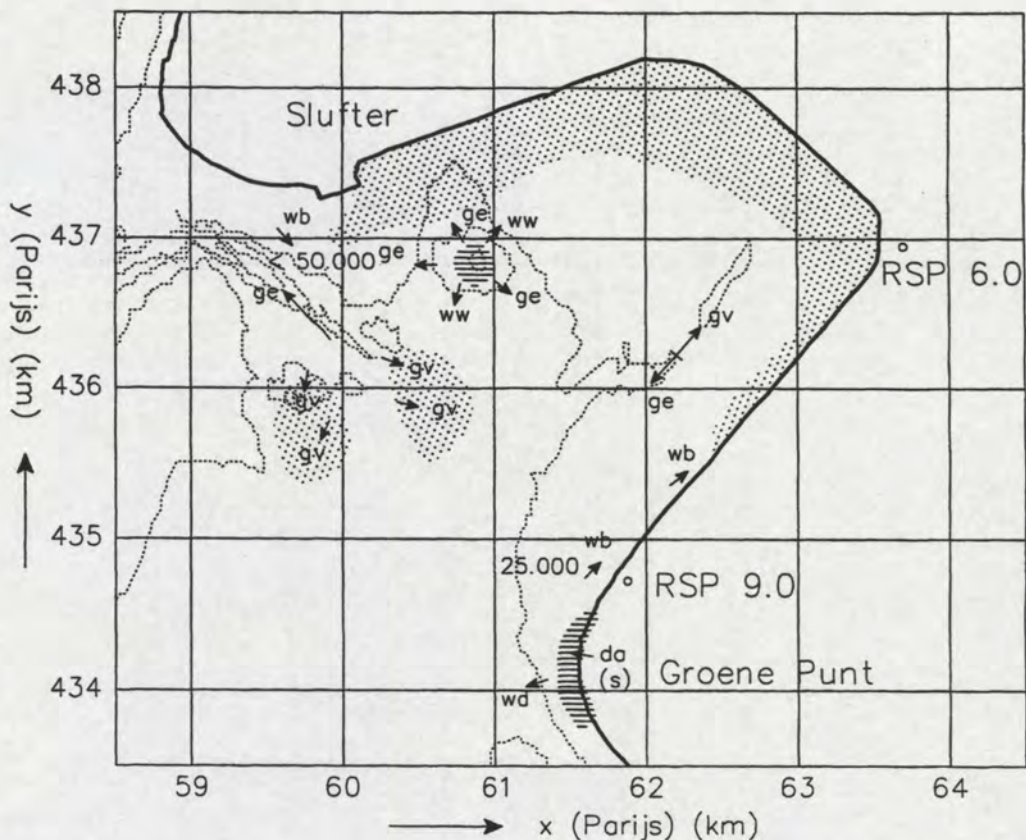 438
Slufter
wb
437
ge
ww
< 50.000
ge
RSP 6.0
ge
ww
ge
gv
gv
436
gv
gv
ge
gv
wb
435
wb
25.000
RSP 9.0
da
(s)
Groene Punt
434
wd
59
60
61
62
63
64
x (Parijs) (km)
y (Parijs) (km)